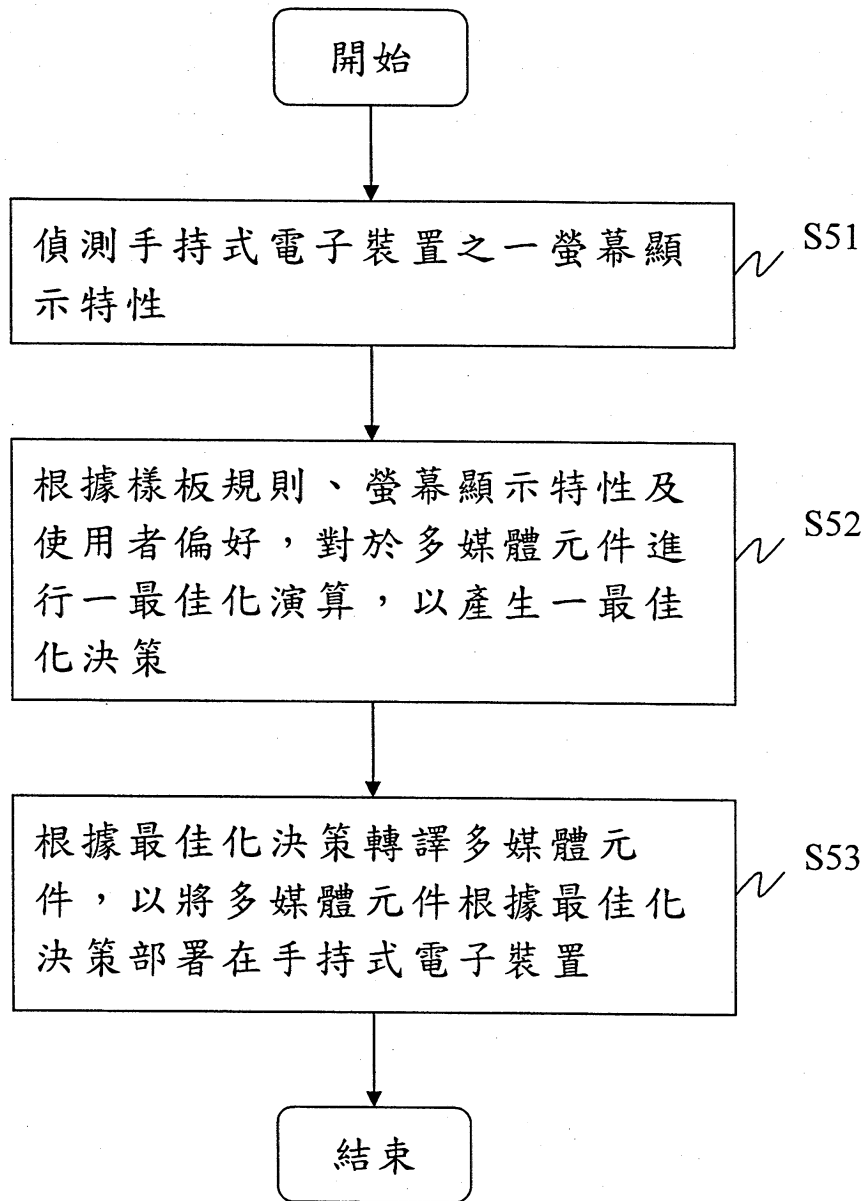 開始
偵測手持式電子裝置之一螢幕顯
示特性
S51
根據樣板規則、螢幕顯示特性及
使用者偏好，對於多媒體元件進
行一最佳化演算，以產生一最佳
化決策
S52
根據最佳化決策轉譯多媒體元
件，以將多媒體元件根據最佳化
決策部署在手持式電子裝置
S53
結束